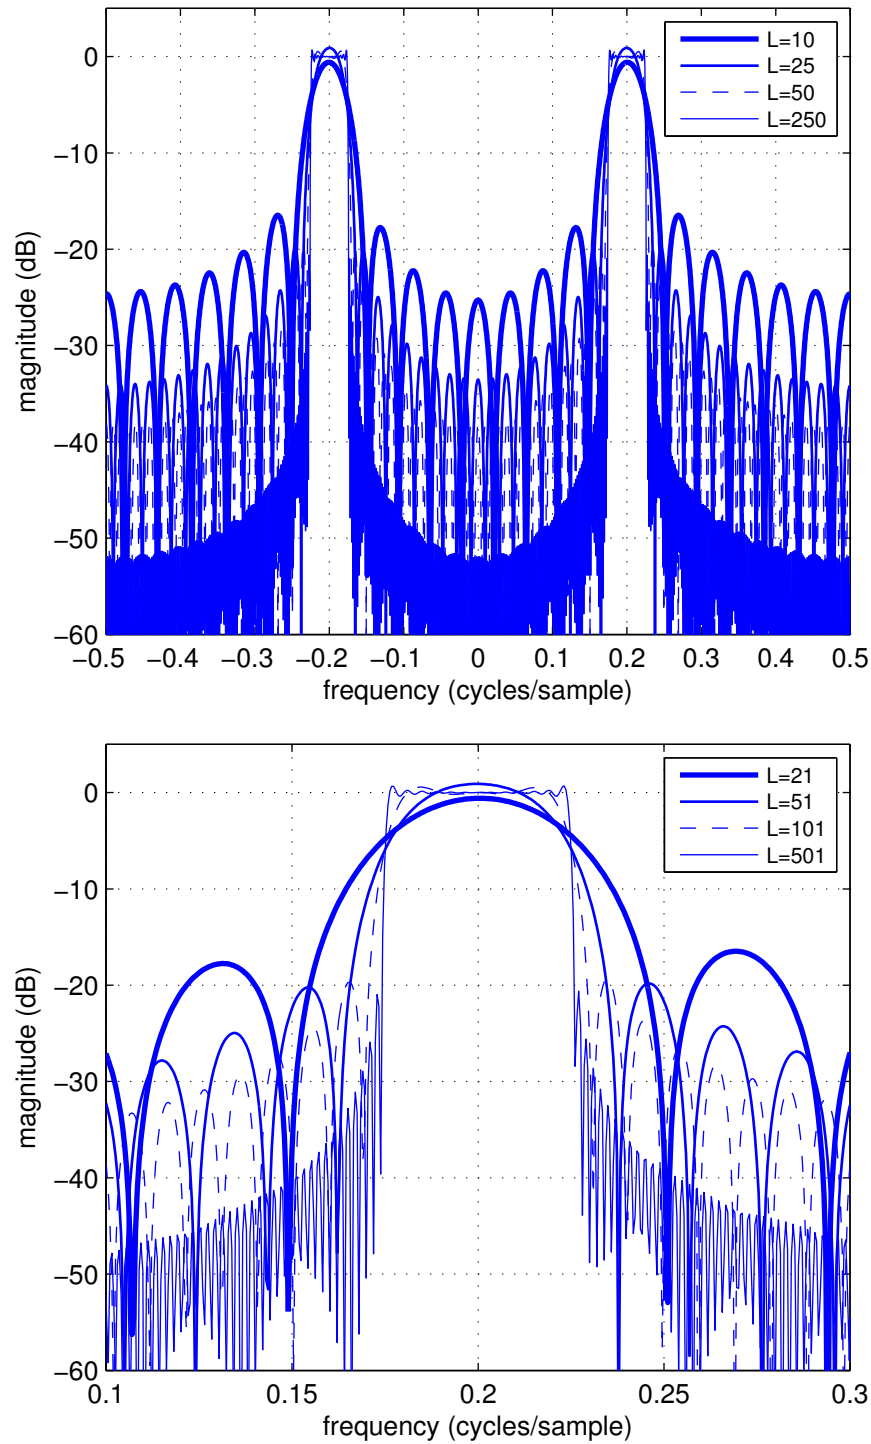 0
−10
−20
−30
−40
−50
−60
magnitude (dB)
L=10
L=25
L=50
L=250
−0.5 −0.4 −0.3 −0.2 −0.1 0 0.1 0.2 0.3 0.4 0.5
frequency (cycles/sample)
0
−10
−20
−30
−40
−50
−60
magnitude (dB)
L=21
L=51
L=101
L=501
0.1 0.15 0.2 0.25 0.3
frequency (cycles/sample)